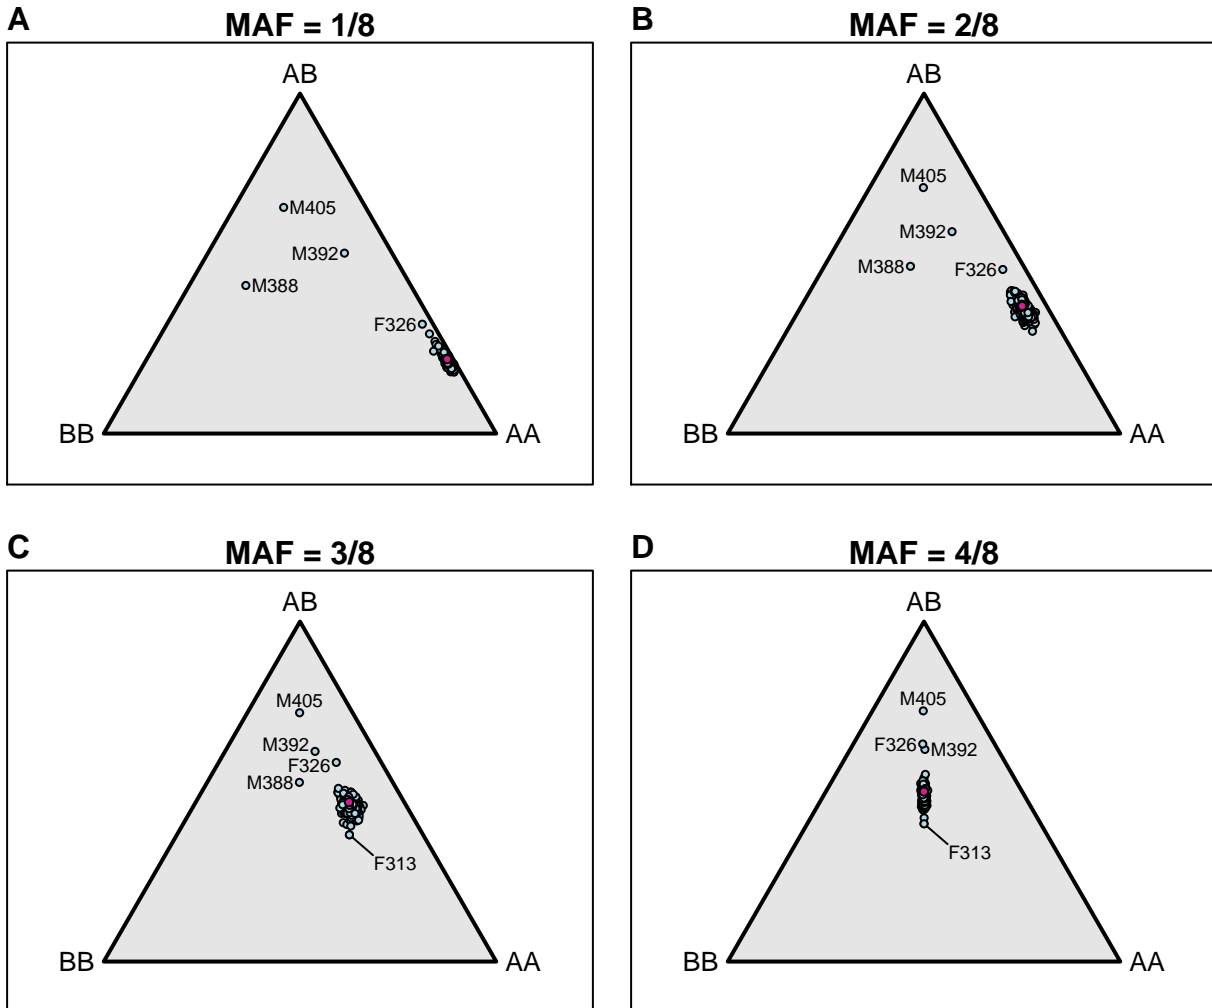 A
MAF = 1/8
AB
M405
M392
M388
F326
BB
AA
B
MAF = 2/8
AB
M405
M392
M388
F326
BB
AA
C
MAF = 3/8
AB
M405
M392
F326
M388
F313
BB
AA
D
MAF = 4/8
AB
M405
F326
M392
F313
BB
AA